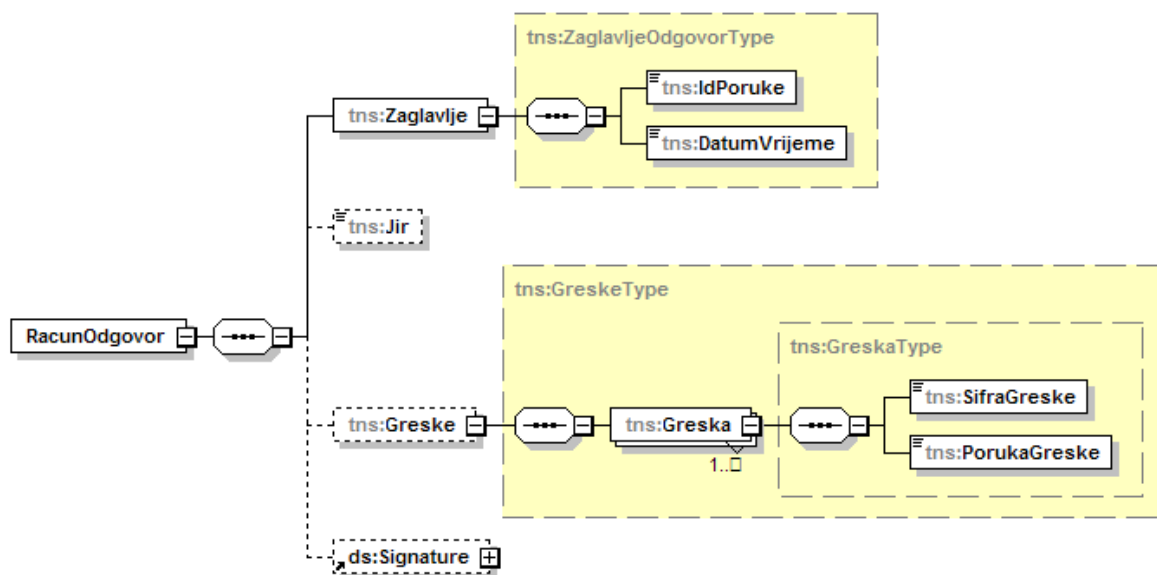 tns:ZaglavljeOdgovorType
tns:IdPoruke
tns:Zaglavlje
tns:DatumVrijeme
tns:Jir
tns:GreskeType
RacunOdgovor
tns:GreskaType
tns:SifraGreske
tns:Greske
tns:Greska
tns:PorukaGreske
1..□
ds:Signature